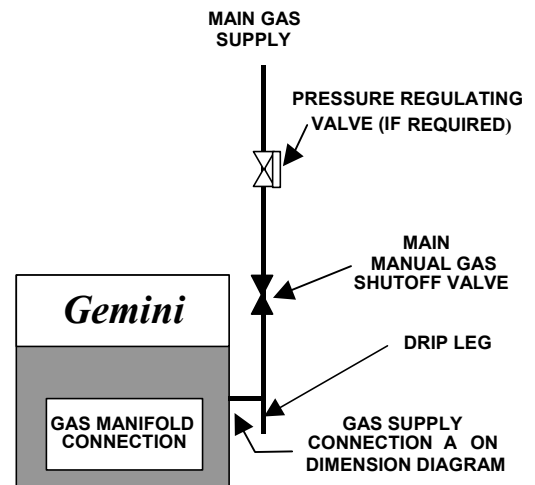 MAIN GAS
SUPPLY
PRESSURE REGULATING
VALVE (IF REQUIRED)
MAIN
MANUAL GAS
SHUTOFF VALVE
Gemini
DRIP LEG
GAS MANIFOLD
CONNECTION
GAS SUPPLY
CONNECTION A ON
DIMENSION DIAGRAM